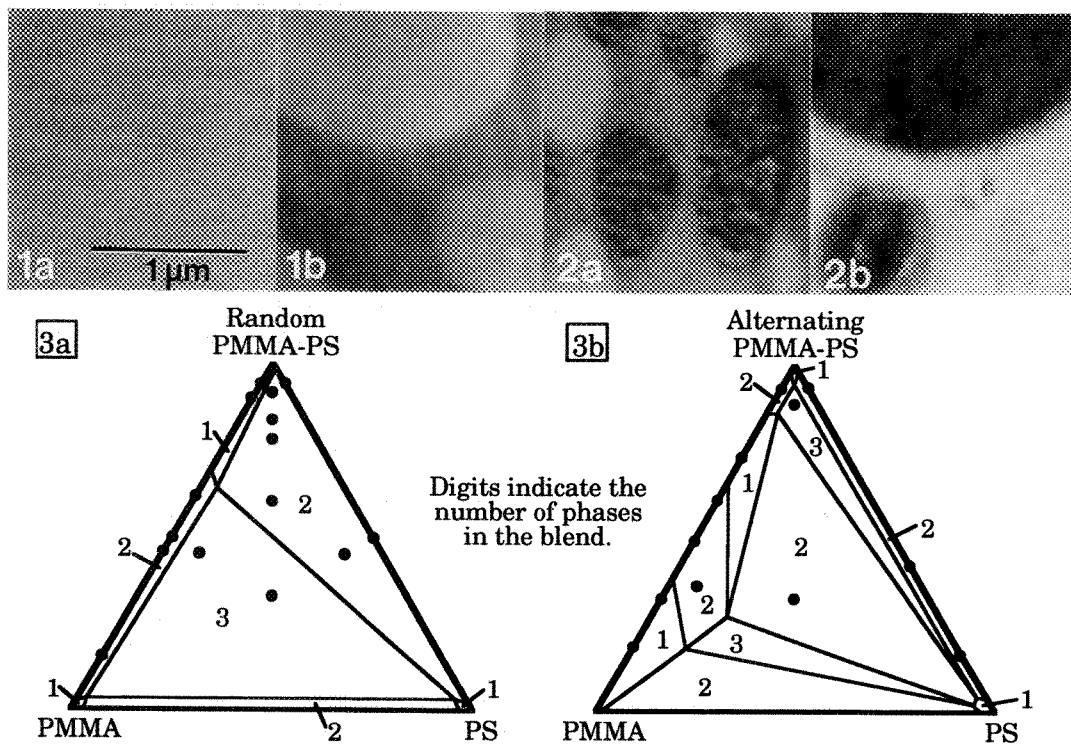 1a
1 μm
1b
2a
2b
3a
Random
PMMA-PS
1
2
2
3
1
1
2
PMMA
PS
Digits indicate the
number of phases
in the blend.
3b
Alternating
PMMA-PS
1
2
3
1
2
2
2
3
1
2
1
PMMA
PS